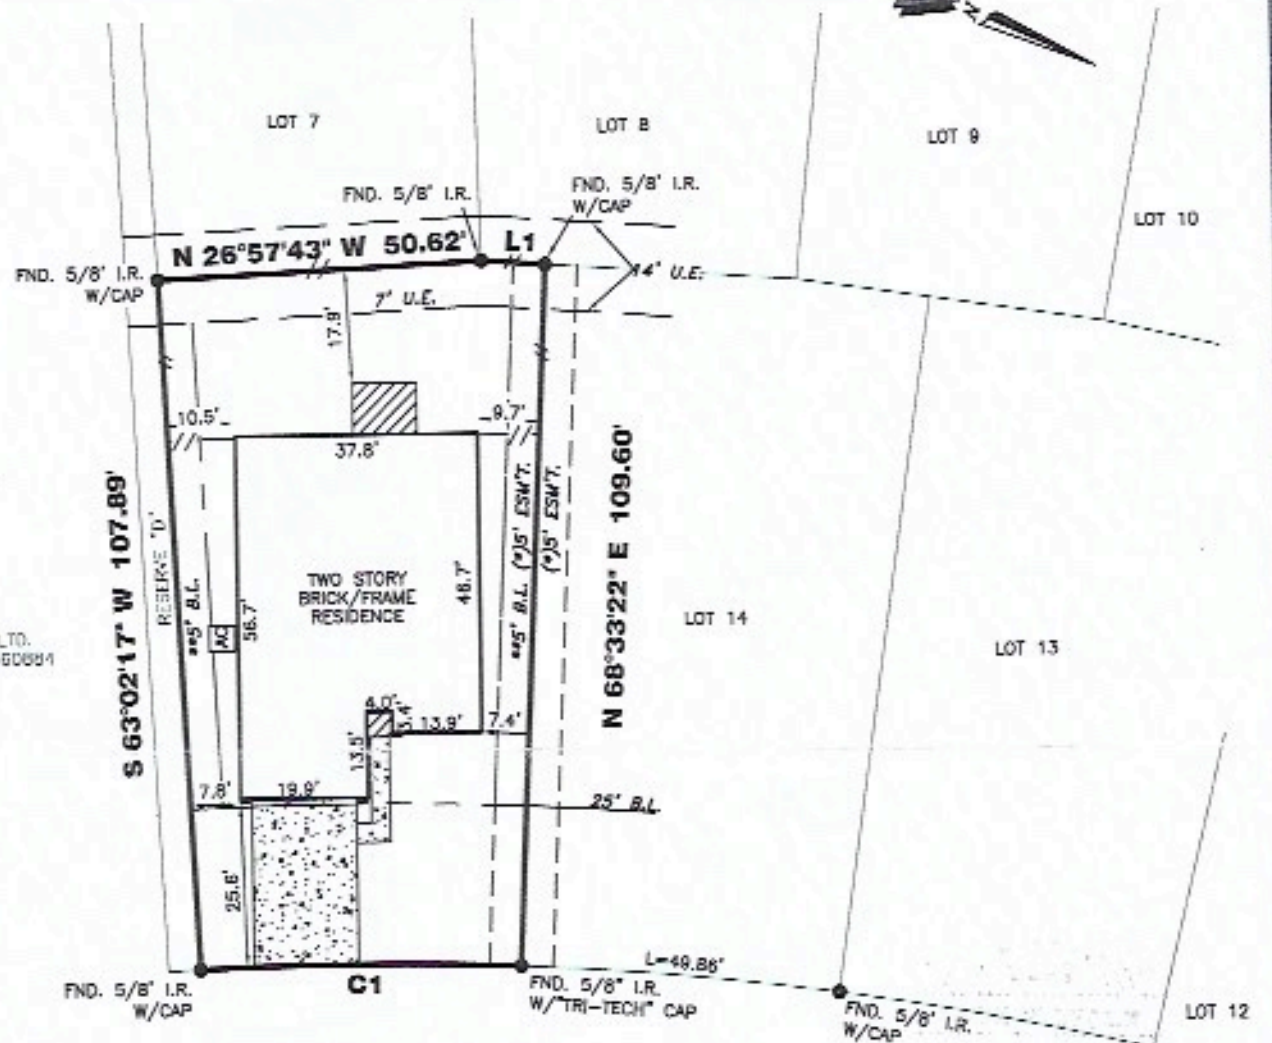 N
LOT 7
LOT 8
LOT 9
LOT 10
FND. 5/8" I.R.
FND. 5/8" I.R.
W/CAP
N 26°57'43" W 50.62'
L1
FND. 5/8" I.R.
W/CAP
14' U.E.
7' U.E.
17.9'
10.5'
9.7'
37.8'
S 63°02'17" W 107.89'
RESERVE "D"
**5' B.L.
AC
56.7'
TWO STORY
BRICK/FRAME
RESIDENCE
46.7'
**5' B.L. (*)5' ESM'T.
(*)5' ESM'T.
N 68°33'22" E 109.60'
LOT 14
LOT 13
LTD.
4.0'
3.4'
13.9'
7.4'
13.5'
7.8'
19.9'
25' B.L.
25.6'
C1
L=49.86'
FND. 5/8" I.R.
W/CAP
FND. 5/8" I.R.
W/"TRI-TECH" CAP
FND. 5/8" I.R.
W/CAP
LOT 12